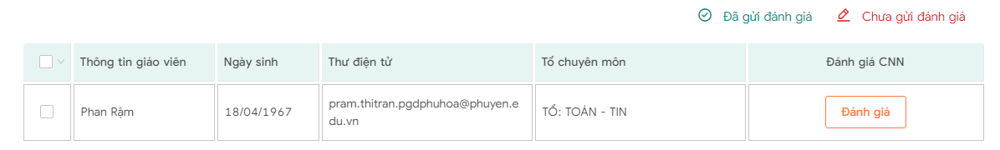 Đã gửi đánh giá Chưa gửi đánh giá
Thông tin giáo viên Ngày sinh Thư điện tử Tổ chuyên môn Đánh giá CNN
Phan Rậm 18/04/1967 pram.thitran.pgdphuhoa@phuyen.e
du.vn TỔ: TOÁN - TIN Đánh giá